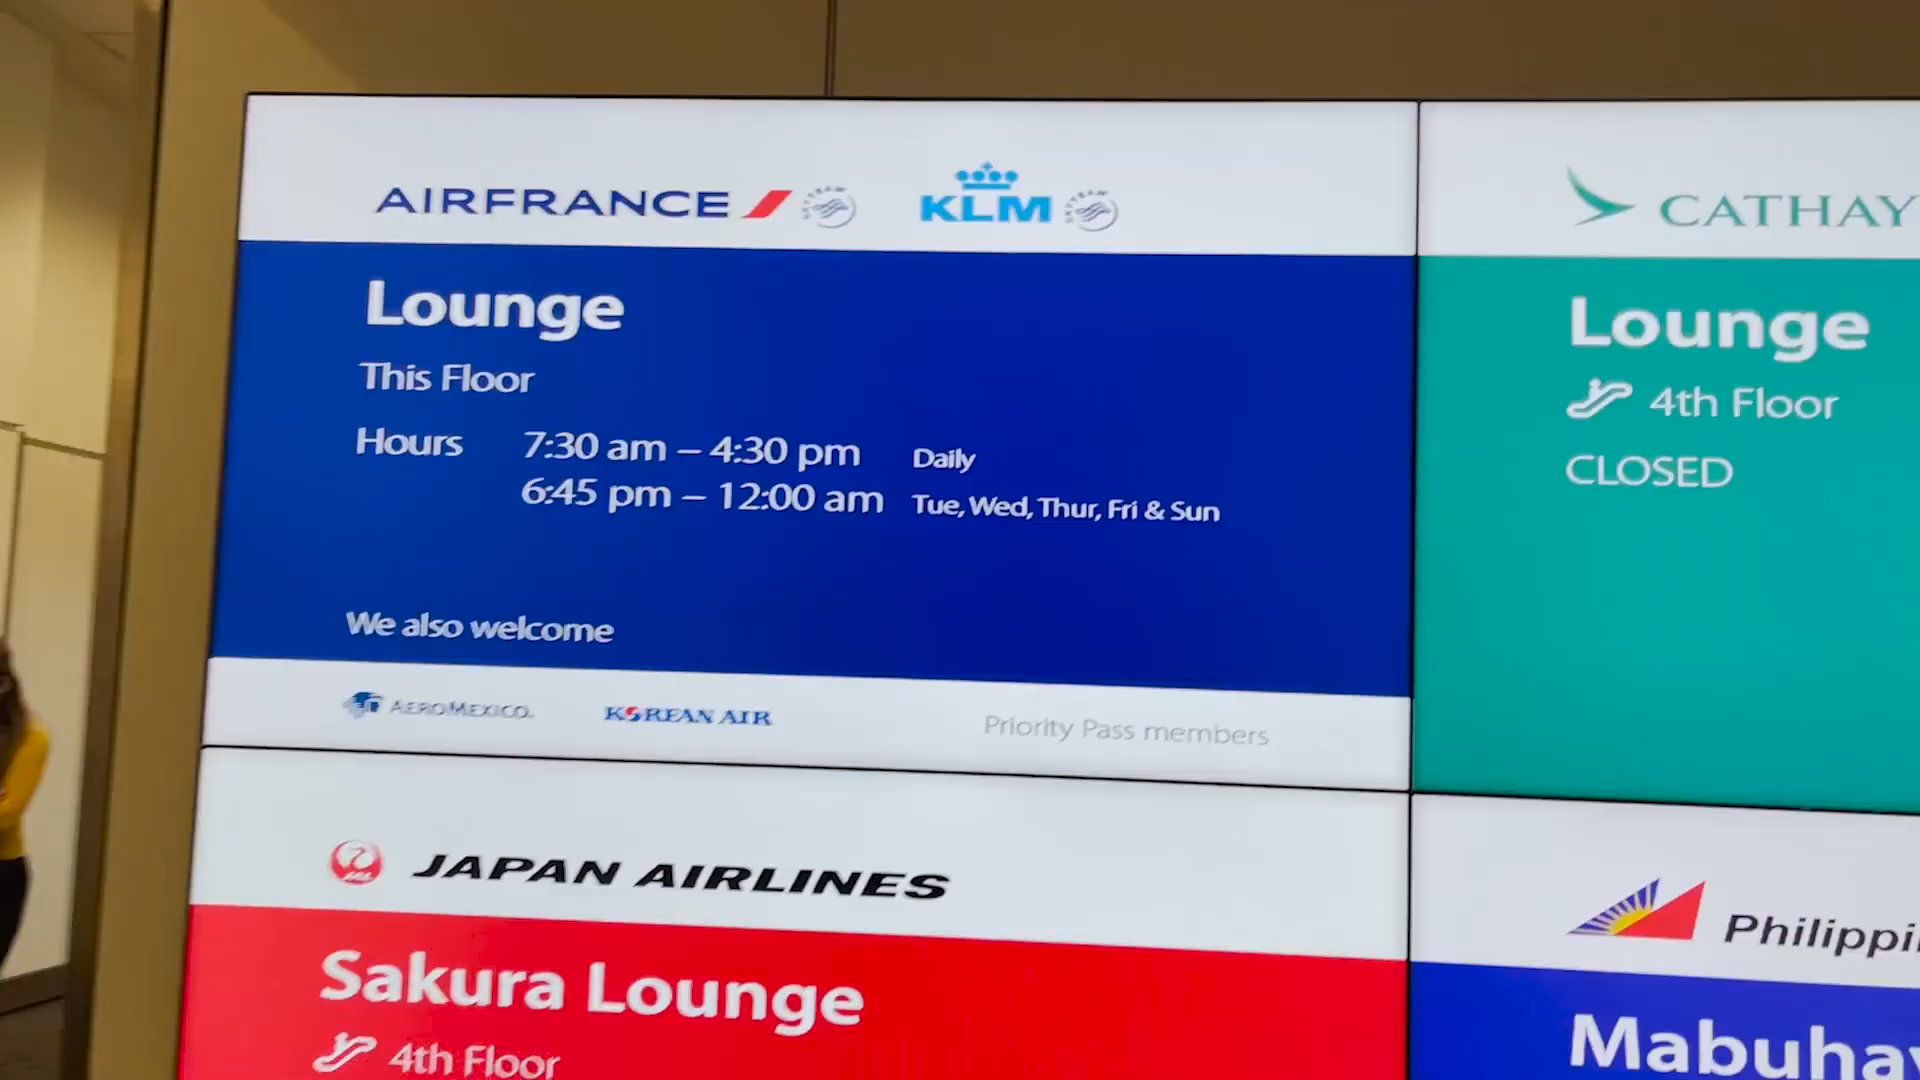 AIRFRANCE KLM
Lounge
This Floor
Hours 7:30 am – 4:30 pm Daily
6:45 pm – 12:00 am Tue, Wed, Thur, Fri & Sun
We also welcome
AEROMEXICO. KOREAN AIR Priority Pass members
CATHAY
Lounge
4th Floor
CLOSED
JAPAN AIRLINES
Sakura Lounge
4th Floor
Philippi
Mabuhay